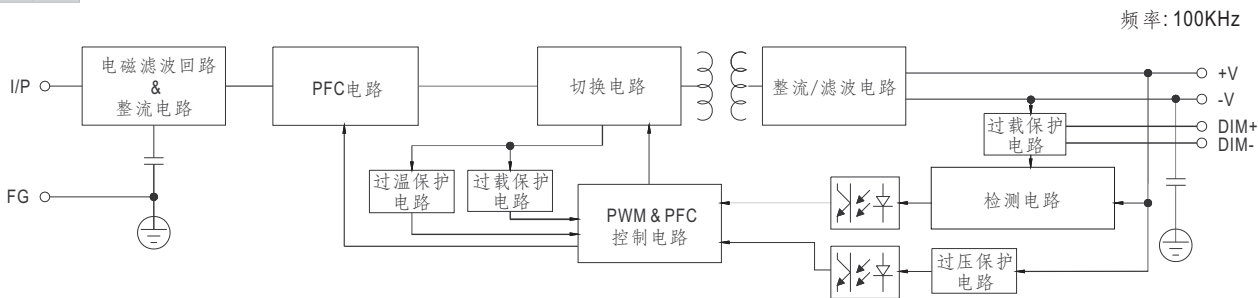 频率: 100KHz
I/P
电磁滤波回路
&
整流电路
PFC电路
切换电路
整流/滤波电路
+V
-V
过载保护
电路
DIM+
DIM-
FG
过温保护
电路
过载保护
电路
PWM & PFC
控制电路
检测电路
过压保护
电路